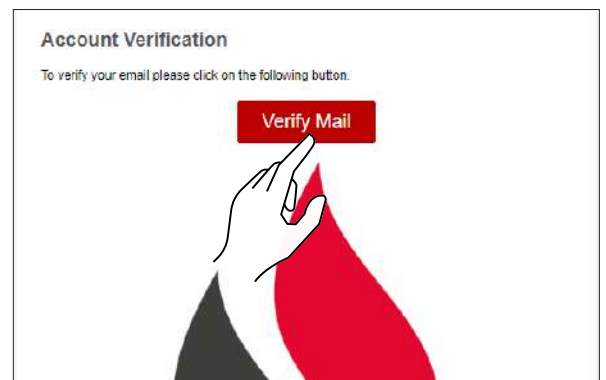 Account Verification
To verify your email please click on the following button.
Verify Mail